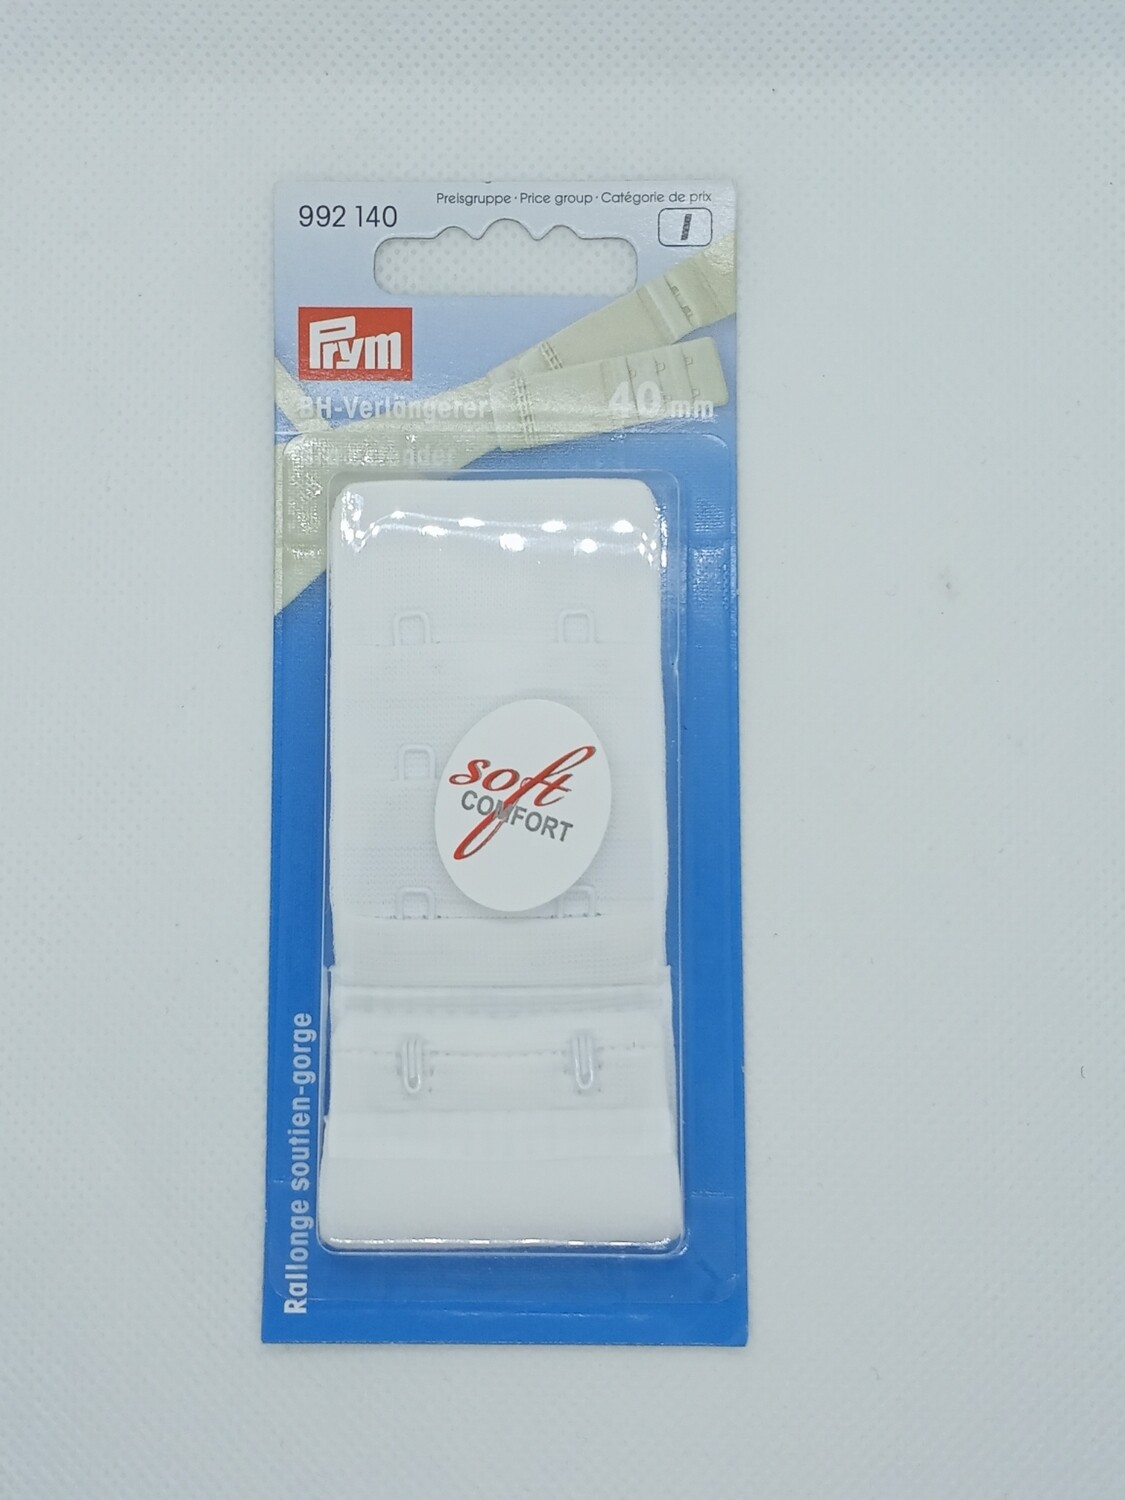 Preisgruppe · Price group · Catégorie de prix
992 140
Prym
BH-Verlängerer 40 mm
soft
COMFORT
Rallonge soutien-gorge